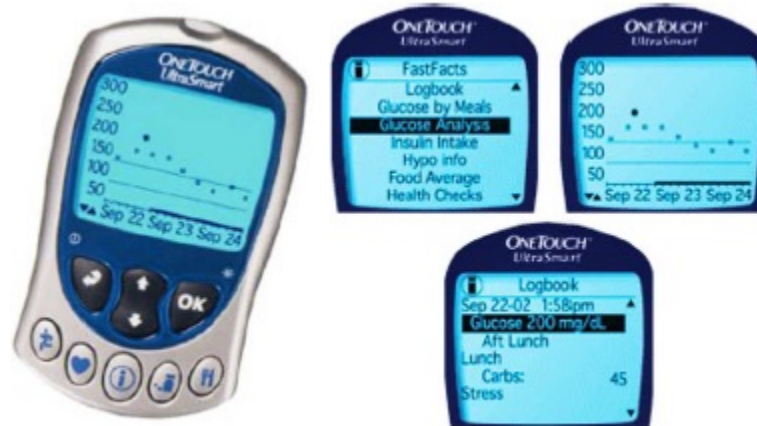 ONETOUCH
UltraSmart
300
250
200
150
100
50
Sep 22 Sep 23 Sep 24
OK
ONETOUCH
UltraSmart
FastFacts
Logbook
Glucose by Meals
Glucose Analysis
Insulin Intake
Hypo info
Food Average
Health Checks
ONETOUCH
UltraSmart
300
250
200
150
100
50
Sep 22 Sep 23 Sep 24
ONETOUCH
UltraSmart
Logbook
Sep 22-02 1:58pm
Glucose 200 mg/dL
Aft Lunch
Lunch
Carbs: 45
Stress